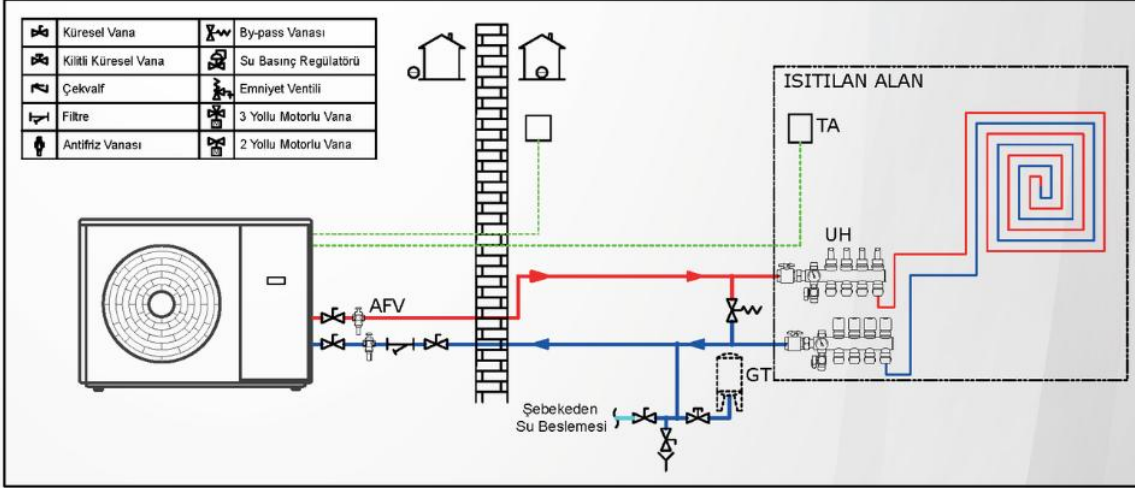 Küresel Vana
By-pass Vanası
Kilitli Küresel Vana
Su Basınç Regülatörü
Çekvalf
Emniyet Ventili
Filtre
3 Yollu Motorlu Vana
Antifriz Vanası
2 Yollu Motorlu Vana
ISITILAN ALAN
TA
UH
AFV
GT
Şebekeden
Su Beslemesi